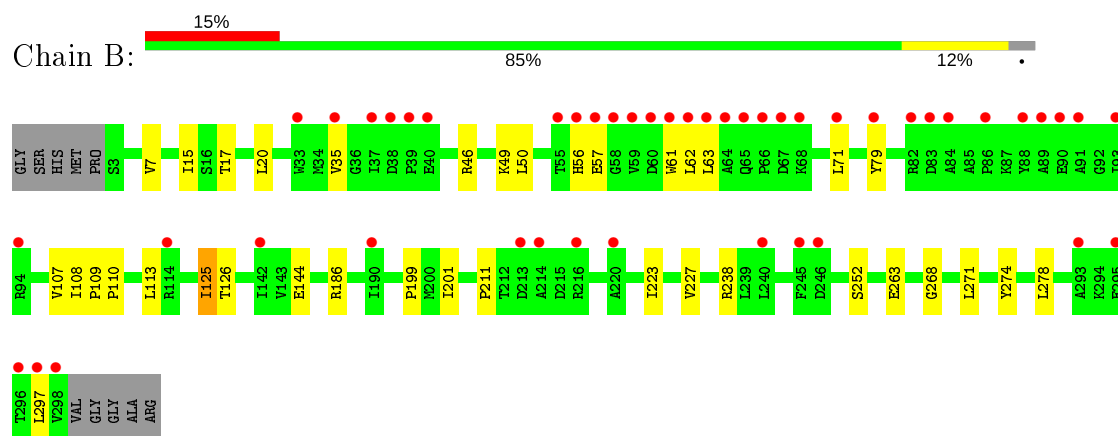 15%
Chain B:
85%
12%
GLY SER HIS MET PRO S3 V7 I15 S16 T17 L20 W33 M34 V35 G36 I37 D38 P39 E40 R46 K49 L50 T55 H56 E57 G58 V59 D60 W61 L62 L63 A64 Q65 P66 D67 K68 L71 Y79 R82 D83 A84 A85 P86 K87 Y88 A89 E90 A91 G92 I93
R94 V107 I108 P109 P110 L113 R114 I125 T126 I142 V143 E144 R186 I190 P199 M200 I201 P211 T212 D213 A214 D215 R216 A220 I223 V227 R238 L239 L240 F245 D246 S252 E263 G268 L271 Y274 L278 A293 K294 E295
T296 L297 V298 VAL GLY GLY ALA ARG